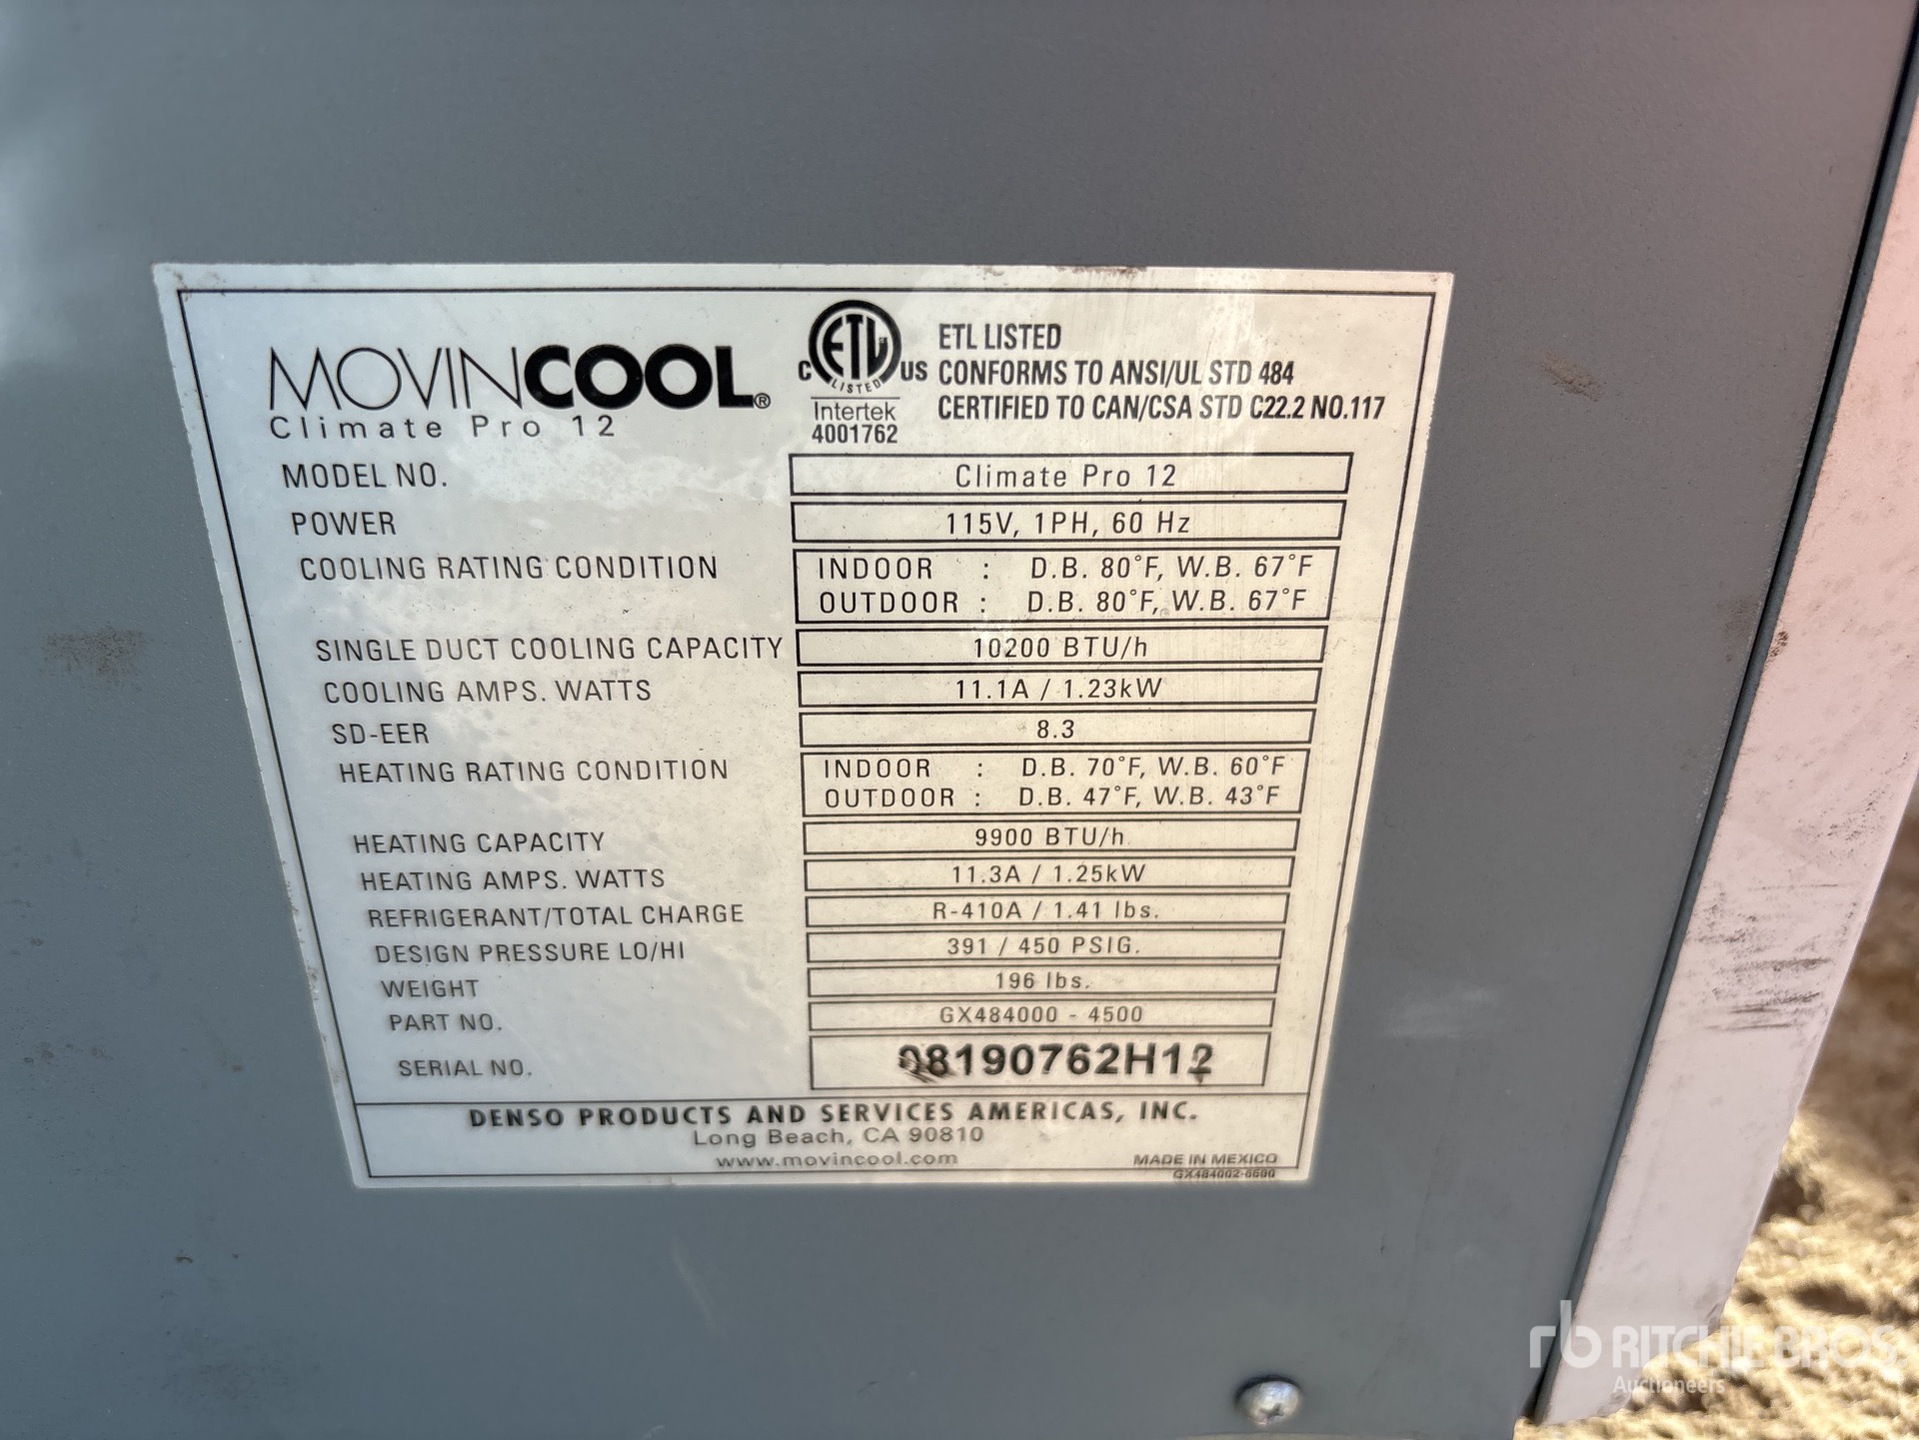 MOVINCOOL®
Climate Pro 12
C ETL US
LISTED
Intertek
4001762
ETL LISTED
CONFORMS TO ANSI/UL STD 484
CERTIFIED TO CAN/CSA STD C22.2 NO.117
MODEL NO. Climate Pro 12
POWER 115V, 1PH, 60 Hz
COOLING RATING CONDITION INDOOR : D.B. 80°F, W.B. 67°F
OUTDOOR : D.B. 80°F, W.B. 67°F
SINGLE DUCT COOLING CAPACITY 10200 BTU/h
COOLING AMPS. WATTS 11.1A / 1.23kW
SD-EER 8.3
HEATING RATING CONDITION INDOOR : D.B. 70°F, W.B. 60°F
OUTDOOR : D.B. 47°F, W.B. 43°F
HEATING CAPACITY 9900 BTU/h
HEATING AMPS. WATTS 11.3A / 1.25kW
REFRIGERANT/TOTAL CHARGE R-410A / 1.41 lbs.
DESIGN PRESSURE LO/HI 391 / 450 PSIG.
WEIGHT 196 lbs.
PART NO. GX484000 - 4500
SERIAL NO. 08190762H12
DENSO PRODUCTS AND SERVICES AMERICAS, INC.
Long Beach, CA 90810
www.movincool.com
MADE IN MEXICO
GX484002-6690
rb RITCHIE BROS.
Auctioneers